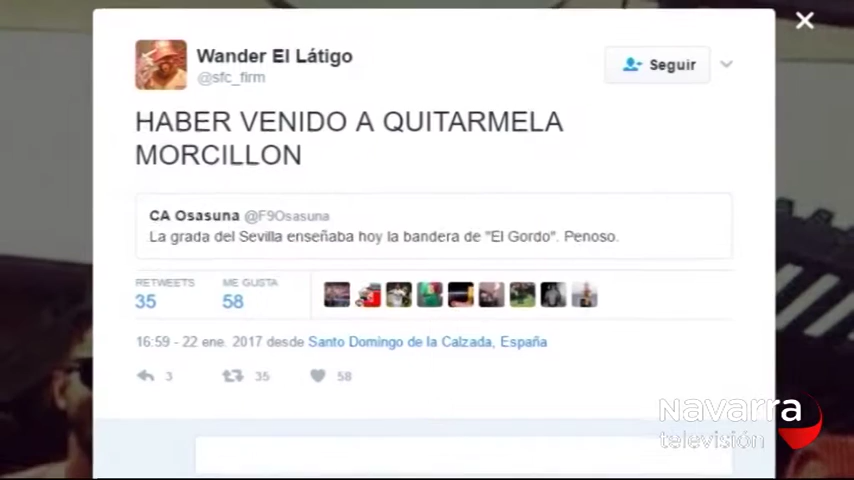 Wander El Látigo
@sfc_firm
Seguir
HABER VENIDO A QUITARMELA
MORCILLON
CA Osasuna @F9Osasuna
La grada del Sevilla enseñaba hoy la bandera de "El Gordo". Penoso.
RETWEETS ME GUSTA
35 58
16:59 - 22 ene. 2017 desde Santo Domingo de la Calzada, España
3 35 58
Navarra
televisión